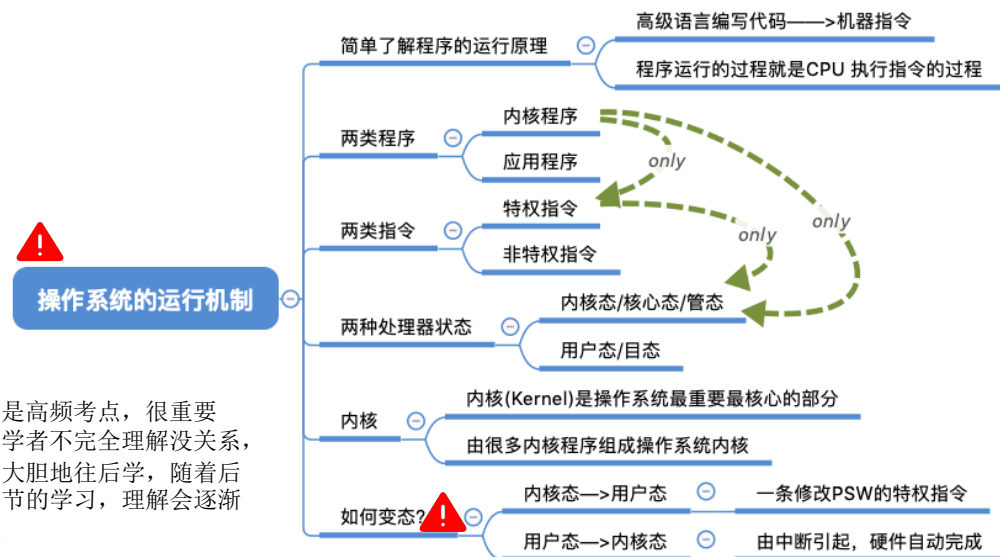 高级语言编写代码——>机器指令
简单了解程序的运行原理
程序运行的过程就是CPU 执行指令的过程
内核程序
两类程序
应用程序
only
特权指令
两类指令
only
only
非特权指令
操作系统的运行机制
内核态/核心态/管态
两种处理器状态
用户态/目态
内核(Kernel)是操作系统最重要最核心的部分
内核
由很多内核程序组成操作系统内核
是高频考点，很重要
学者不完全理解没关系，
大胆地往后学，随着后
节的学习，理解会逐渐
内核态—>用户态
一条修改PSW的特权指令
如何变态?
用户态—>内核态
由中断引起，硬件自动完成